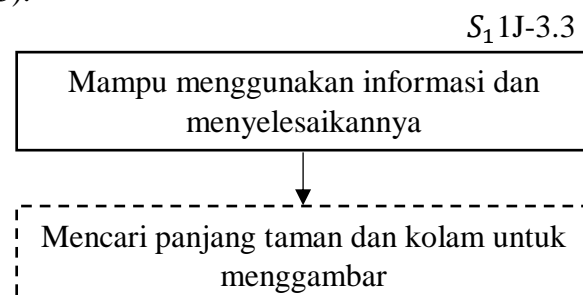 S₁1J-3.3
Mampu menggunakan informasi dan
menyelesaikannya
Mencari panjang taman dan kolam untuk
menggambar